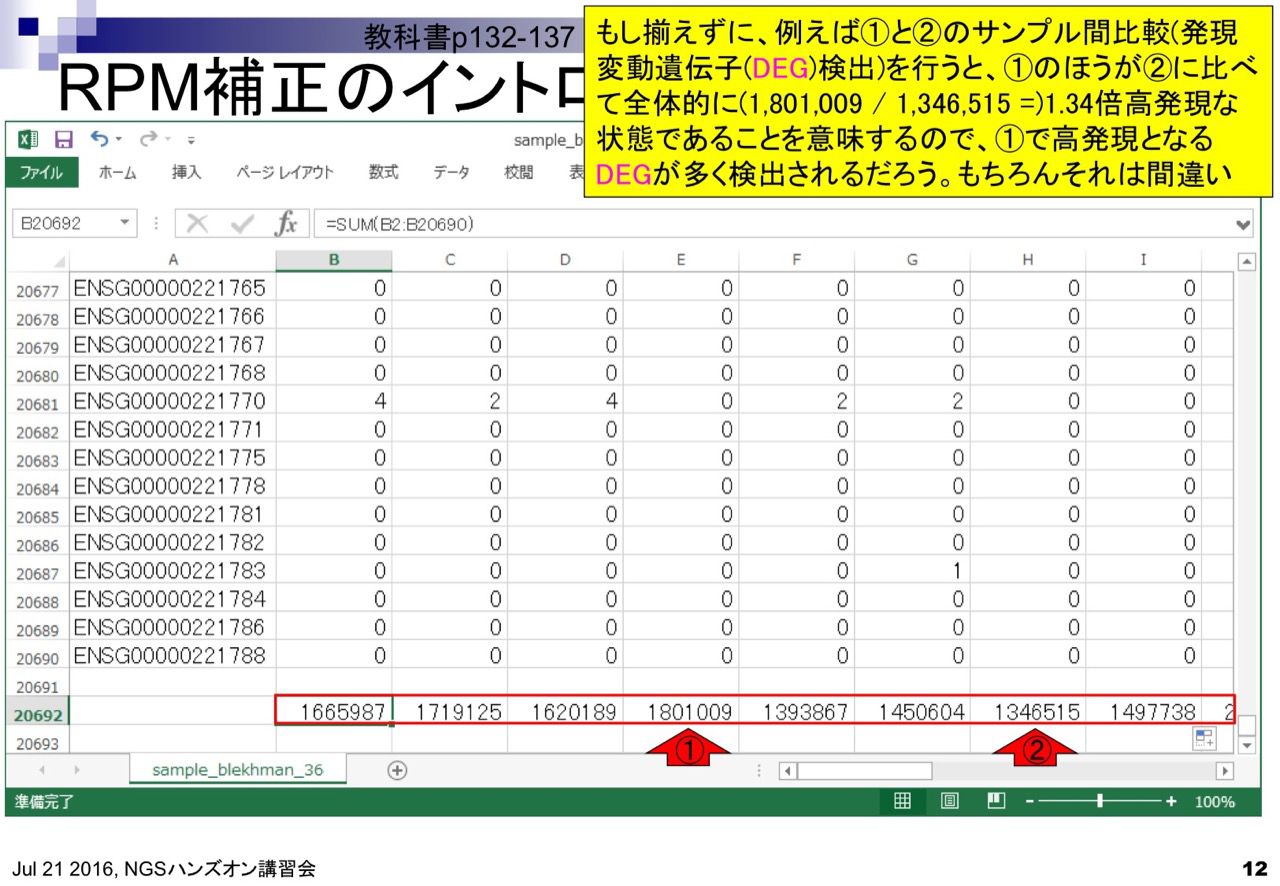 教科書p132-137
RPM補正のイントロ
もし揃えずに、例えば①と②のサンプル間比較(発現
変動遺伝子(DEG)検出)を行うと、①のほうが②に比べ
て全体的に(1,801,009 / 1,346,515 =)1.34倍高発現な
状態であることを意味するので、①で高発現となる
DEGが多く検出されるだろう。もちろんそれは間違い
sample_b
ファイル ホーム 挿入 ページ レイアウト 数式 データ 校閲 表
B20692 fx =SUM(B2:B20690)
A B C D E F G H I
20677 ENSG00000221765 0 0 0 0 0 0 0 0
20678 ENSG00000221766 0 0 0 0 0 0 0 0
20679 ENSG00000221767 0 0 0 0 0 0 0 0
20680 ENSG00000221768 0 0 0 0 0 0 0 0
20681 ENSG00000221770 4 2 4 0 2 2 0 0
20682 ENSG00000221771 0 0 0 0 0 0 0 0
20683 ENSG00000221775 0 0 0 0 0 0 0 0
20684 ENSG00000221778 0 0 0 0 0 0 0 0
20685 ENSG00000221781 0 0 0 0 0 0 0 0
20686 ENSG00000221782 0 0 0 0 0 0 0 0
20687 ENSG00000221783 0 0 0 0 0 1 0 0
20688 ENSG00000221784 0 0 0 0 0 0 0 0
20689 ENSG00000221786 0 0 0 0 0 0 0 0
20690 ENSG00000221788 0 0 0 0 0 0 0 0
20691
20692 1665987 1719125 1620189 1801009 1393867 1450604 1346515 1497738 2
20693
① ②
sample_blekhman_36
準備完了 100%
Jul 21 2016, NGSハンズオン講習会
12